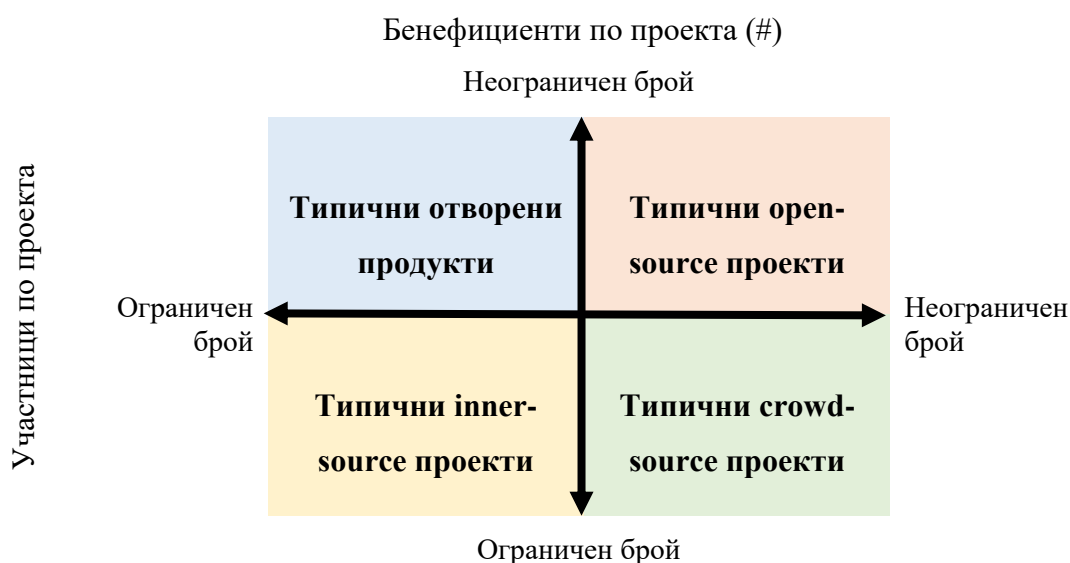 Бенефициенти по проекта (#)
Неограничен брой
Участници по проекта
Типични отворени
продукти
Типични open-
source проекти
Ограничен
брой
Неограничен
брой
Типични inner-
source проекти
Типични crowd-
source проекти
Ограничен брой